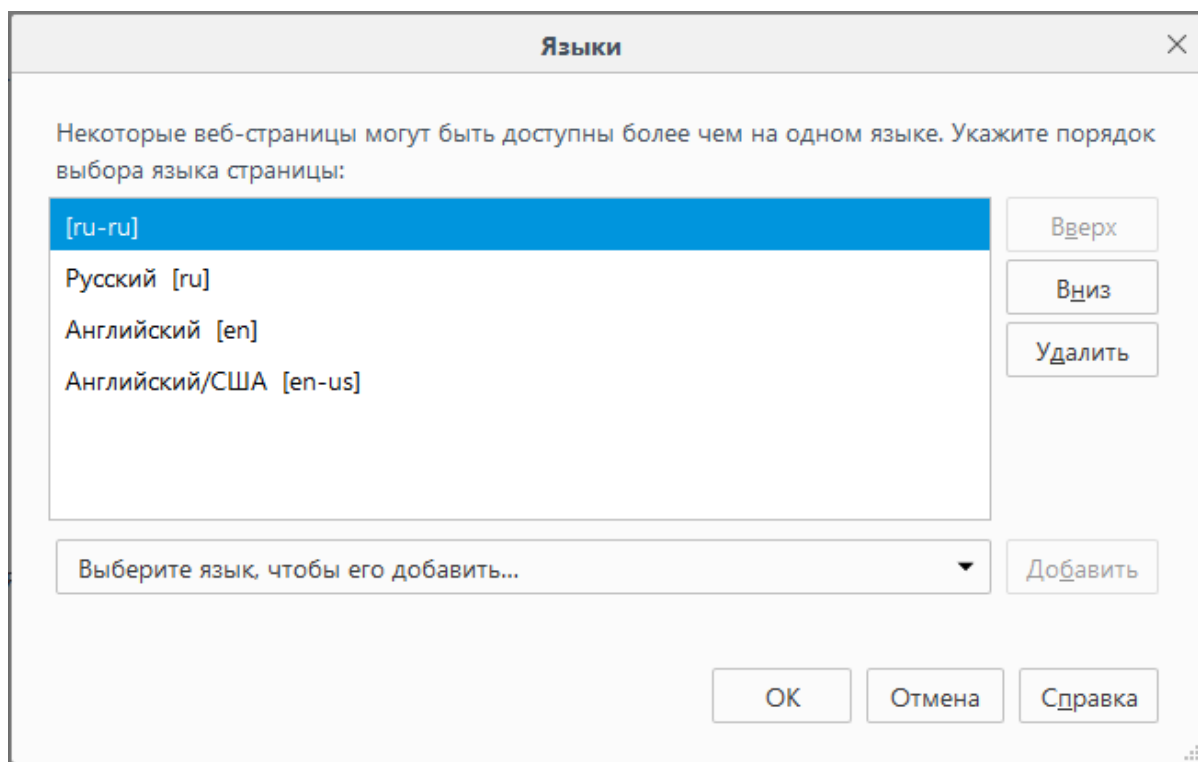 Языки
Некоторые веб-страницы могут быть доступны более чем на одном языке. Укажите порядок
выбора языка страницы:
[ru-ru]
Русский [ru]
Английский [en]
Английский/США [en-us]
Вверх
Вниз
Удалить
Выберите язык, чтобы его добавить...
Добавить
ОК
Отмена
Справка